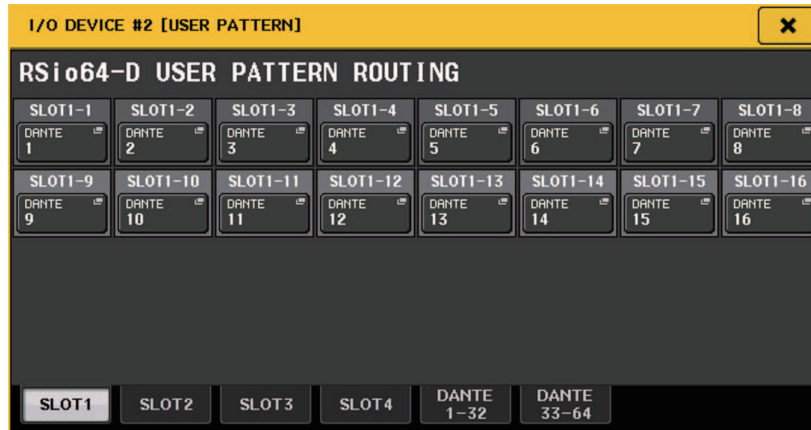 I/O DEVICE #2 [USER PATTERN]
RSio64-D USER PATTERN ROUTING
SLOT1-1 SLOT1-2 SLOT1-3 SLOT1-4 SLOT1-5 SLOT1-6 SLOT1-7 SLOT1-8
DANTE DANTE DANTE DANTE DANTE DANTE DANTE DANTE
1 2 3 4 5 6 7 8
SLOT1-9 SLOT1-10 SLOT1-11 SLOT1-12 SLOT1-13 SLOT1-14 SLOT1-15 SLOT1-16
DANTE DANTE DANTE DANTE DANTE DANTE DANTE DANTE
9 10 11 12 13 14 15 16
SLOT1 SLOT2 SLOT3 SLOT4 DANTE 1-32 DANTE 33-64